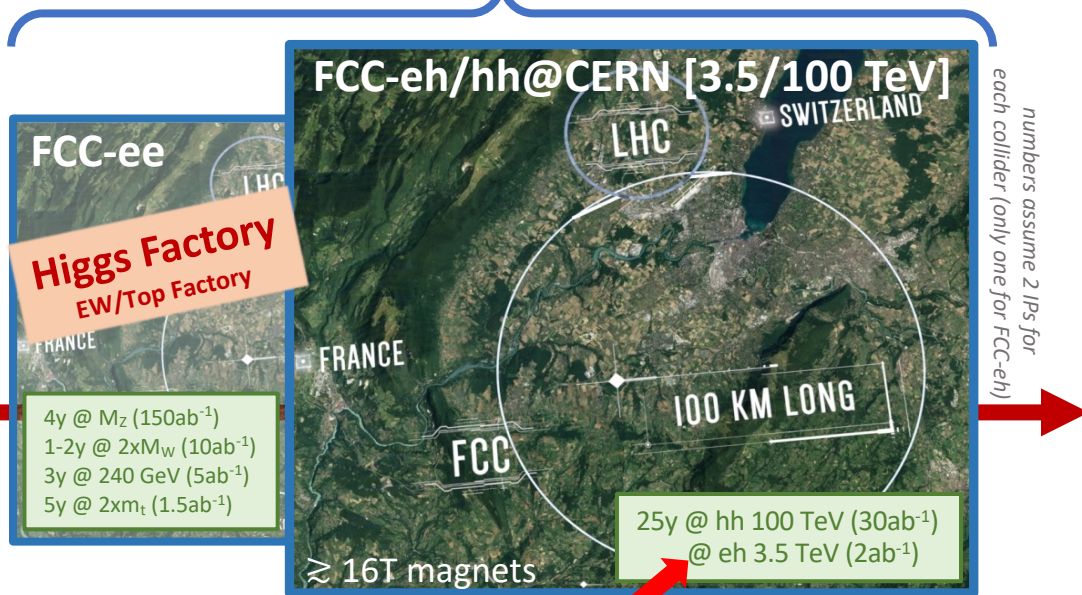 FCC-eh/hh@CERN [3.5/100 TeV]
LHC
SWITZERLAND
FRANCE
100 KM LONG
FCC
≳ 16T magnets
25y @ hh 100 TeV (30ab⁻¹)
@ eh 3.5 TeV (2ab⁻¹)
FCC-ee
LHC
Higgs Factory
EW/Top Factory
FRANCE
4y @ M_Z (150ab⁻¹)
1-2y @ 2xM_W (10ab⁻¹)
3y @ 240 GeV (5ab⁻¹)
5y @ 2xm_t (1.5ab⁻¹)
numbers assume 2 IPs for
each collider (only one for FCC-eh)